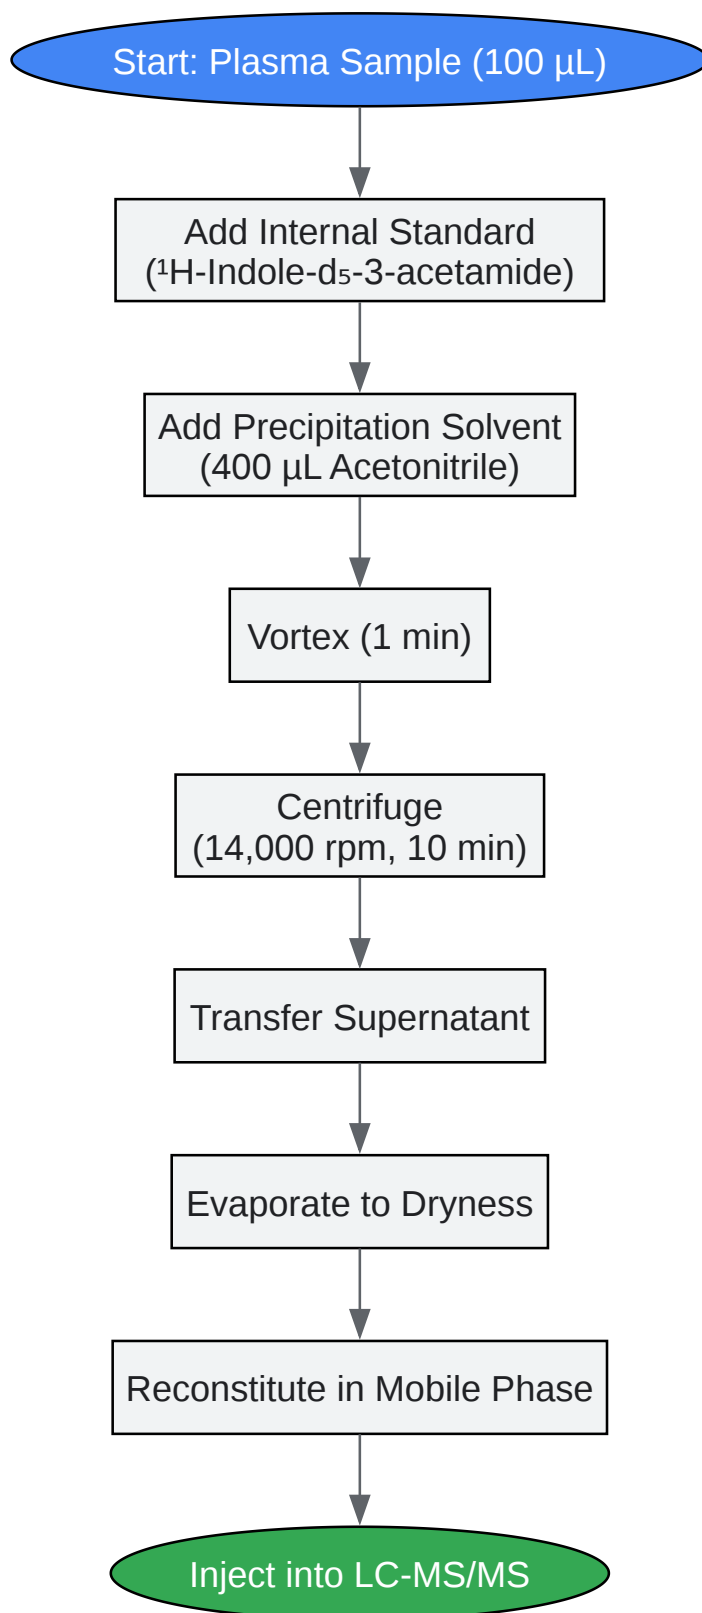 Start: Plasma Sample (100 µL)
Add Internal Standard
(¹H-Indole-d₅-3-acetamide)
Add Precipitation Solvent
(400 µL Acetonitrile)
Vortex (1 min)
Centrifuge
(14,000 rpm, 10 min)
Transfer Supernatant
Evaporate to Dryness
Reconstitute in Mobile Phase
Inject into LC-MS/MS